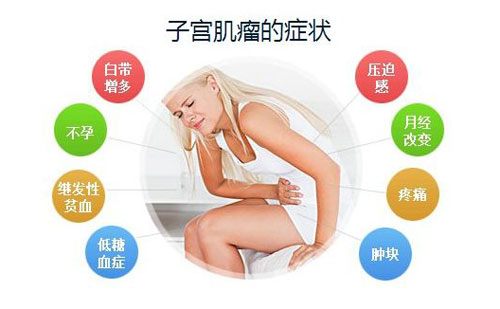 子宫肌瘤的症状
白带
增多
压迫
感
不孕
月经
改变
继发性
贫血
疼痛
低糖
血症
肿块